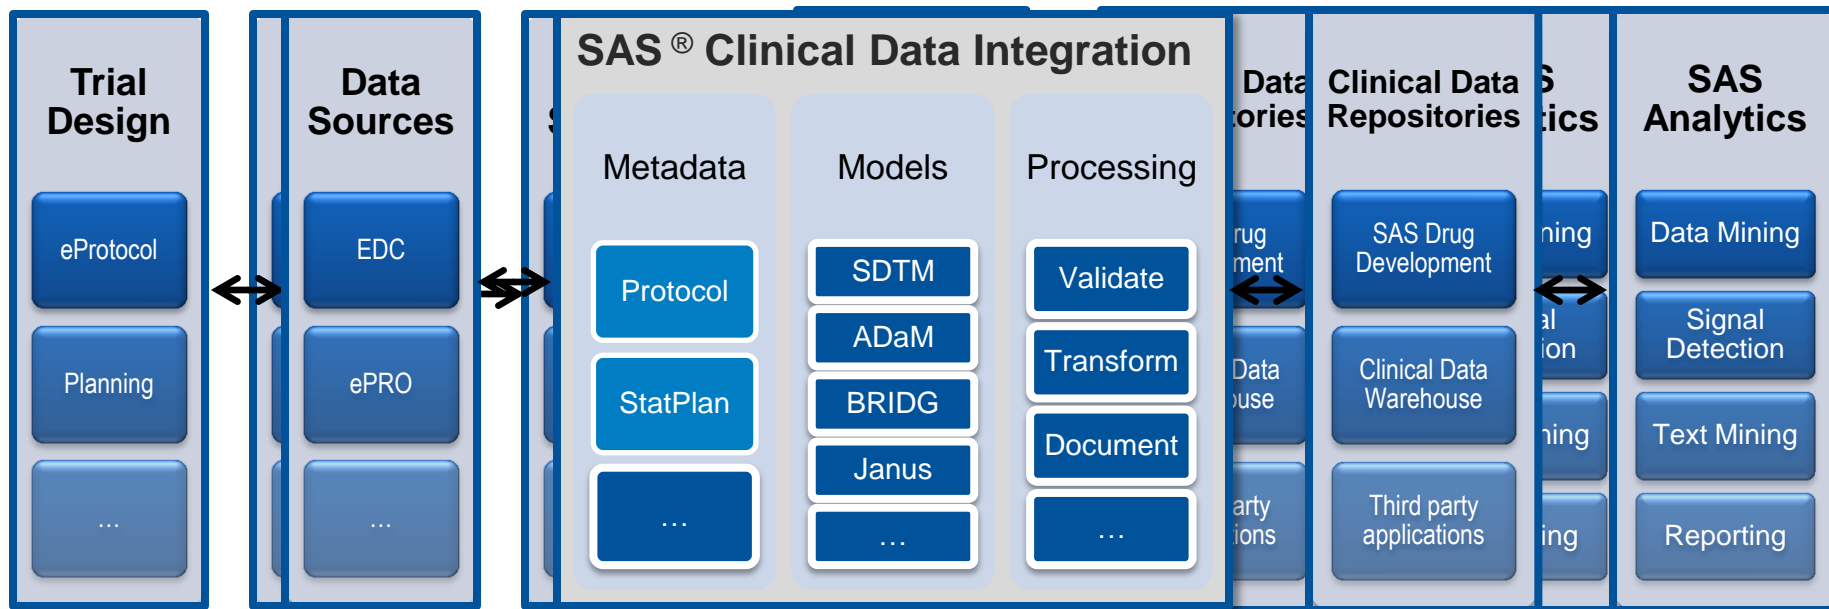 Trial
Design
eProtocol
Planning
...
Data
Sources
EDC
ePRO
...
SAS ® Clinical Data Integration
Metadata
Protocol
StatPlan
...
Models
SDTM
ADaM
BRIDG
Janus
...
Processing
Validate
Transform
Document
...
Data
Clinical Data
Repositories
SAS Drug
Development
Clinical Data
Warehouse
Third party
applications
SAS
Analytics
Data Mining
Signal
Detection
Text Mining
Reporting